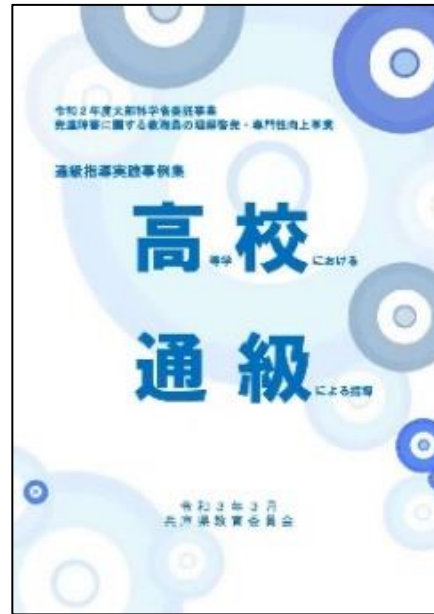 令和２年度文部科学省委託事業
発達障害に関する教職員の理解啓発・専門性向上事業
通級指導実践事例集
高等学校における
通級による指導
令和３年３月
兵庫県教育委員会